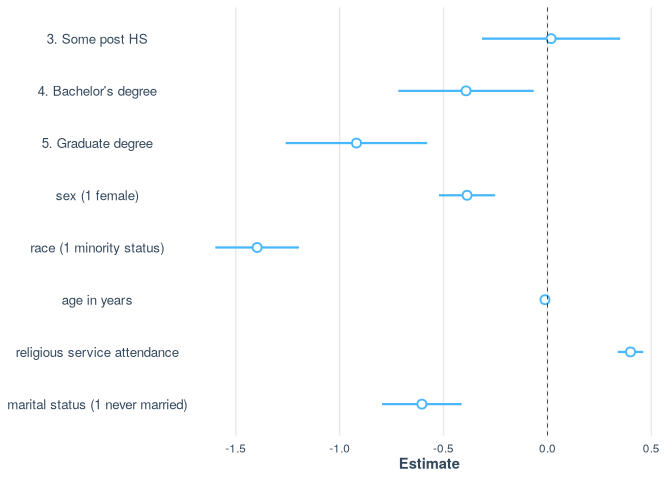 3. Some post HS
4. Bachelor's degree
5. Graduate degree
sex (1 female)
race (1 minority status)
age in years
religious service attendance
marital status (1 never married)
-1.5 -1.0 -0.5 0.0 0.5
Estimate